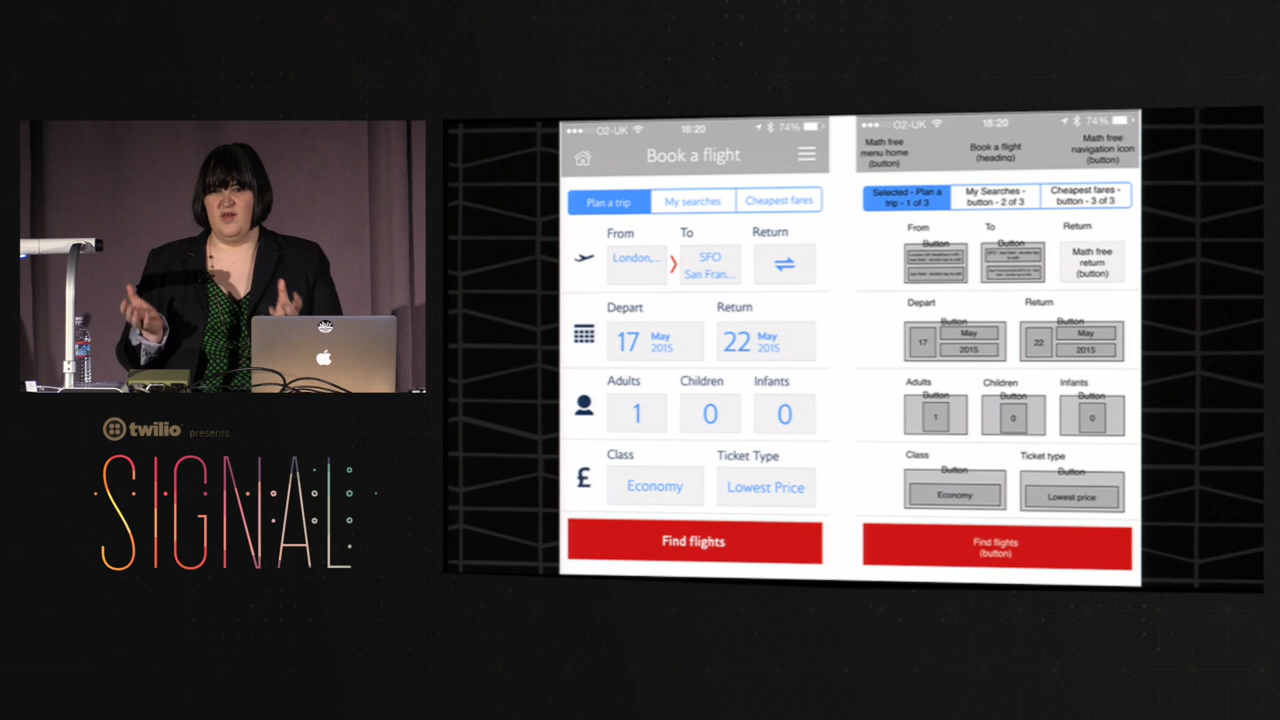 twilio presents
SIGNAL
O2-UK 18:20 74%
Book a flight
Plan a trip My searches Cheapest fares
From To Return
London,... SFO
San Fran...
Depart Return
17 May 2015 22 May 2015
Adults Children Infants
1 0 0
£ Class Ticket Type
Economy Lowest Price
Find flights
O2-UK 18:20 74%
Math free
menu home
(button)
Book a flight
(heading)
Math free
navigation icon
(button)
Selected - Plan a
trip - 1 of 3
My Searches -
button - 2 of 3
Cheapest fares -
button - 3 of 3
From To Return
Button Button
Math free
return
(button)
Depart Return
Button Button
17 May 2015 22 May 2015
Adults Children Infants
Button Button Button
1 0 0
Class Ticket type
Button Button
Economy Lowest price
Find flights
(button)